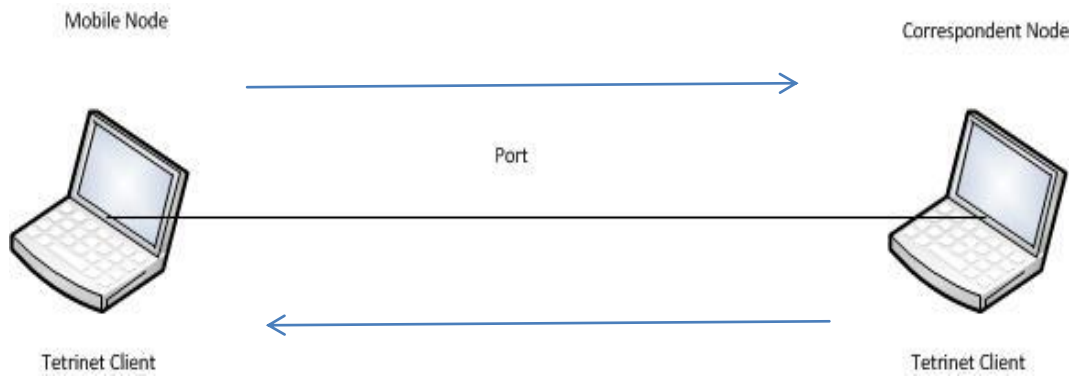 Mobile Node
Correspondent Node
Port
Tetrinet Client
Tetrinet Client